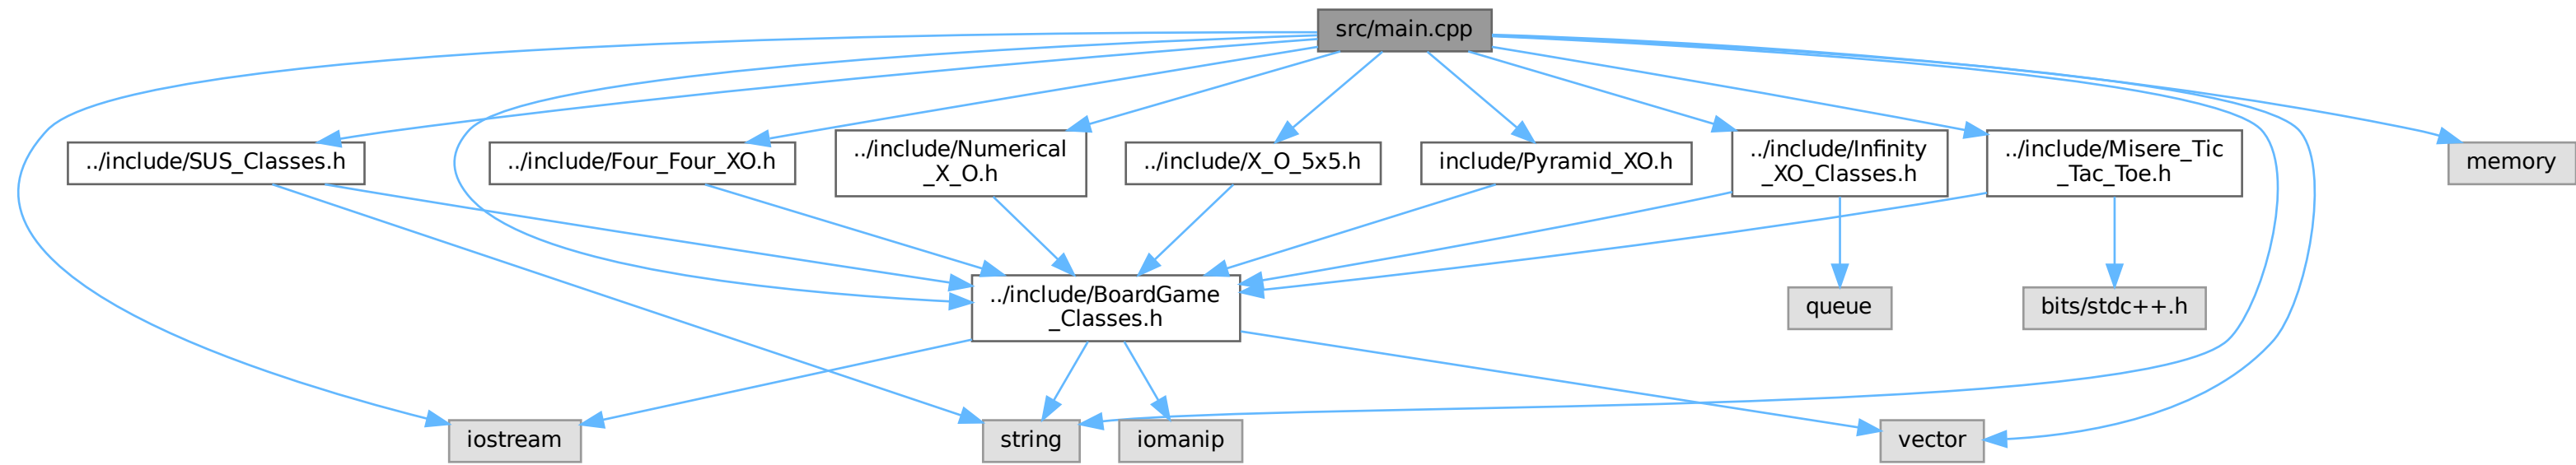 src/main.cpp
../include/SUS_Classes.h
../include/Four_Four_XO.h
../include/Numerical
_X_O.h
../include/X_O_5x5.h
include/Pyramid_XO.h
../include/Infinity
_XO_Classes.h
../include/Misere_Tic
_Tac_Toe.h
memory
../include/BoardGame
_Classes.h
queue
bits/stdc++.h
iostream
string
iomanip
vector